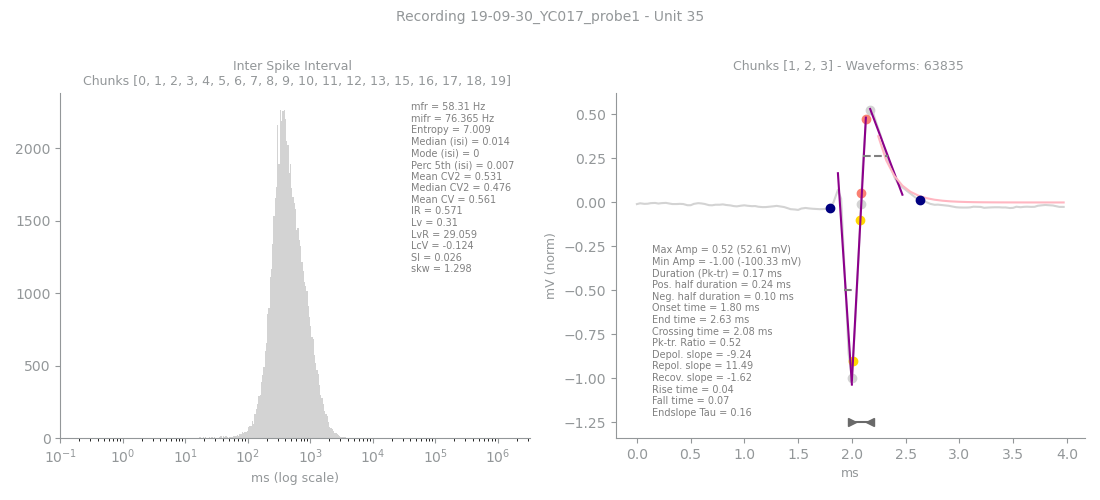 Recording 19-09-30_YC017_probe1 - Unit 35
Inter Spike Interval
Chunks [0, 1, 2, 3, 4, 5, 6, 7, 8, 9, 10, 11, 12, 13, 15, 16, 17, 18, 19]
mfr = 58.31 Hz
mifr = 76.365 Hz
Entropy = 7.009
Median (isi) = 0.014
Mode (isi) = 0
Perc 5th (isi) = 0.007
Mean CV2 = 0.531
Median CV2 = 0.476
Mean CV = 0.561
IR = 0.571
Lv = 0.31
LvR = 29.059
LcV = -0.124
SI = 0.026
skw = 1.298
2000
1500
1000
500
0
10⁻¹ 10⁰ 10¹ 10² 10³ 10⁴ 10⁵ 10⁶
ms (log scale)
Chunks [1, 2, 3] - Waveforms: 63835
mV (norm)
0.50
0.25
0.00
−0.25
−0.50
−0.75
−1.00
−1.25
Max Amp = 0.52 (52.61 mV)
Min Amp = -1.00 (-100.33 mV)
Duration (Pk-tr) = 0.17 ms
Pos. half duration = 0.24 ms
Neg. half duration = 0.10 ms
Onset time = 1.80 ms
End time = 2.63 ms
Crossing time = 2.08 ms
Pk-tr. Ratio = 0.52
Depol. slope = -9.24
Repol. slope = 11.49
Recov. slope = -1.62
Rise time = 0.04
Fall time = 0.07
Endslope Tau = 0.16
0.0 0.5 1.0 1.5 2.0 2.5 3.0 3.5 4.0
ms